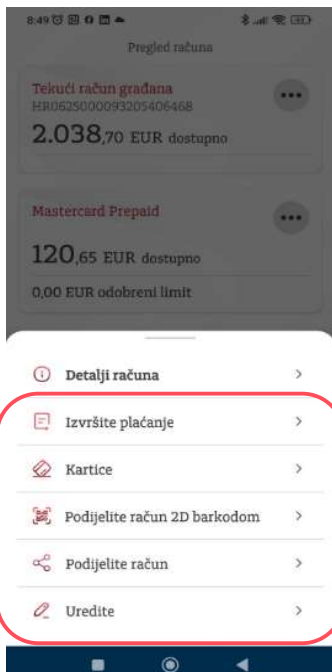 8:49
Pregled računa
Tekući račun građana
HR0625000093205406468
2.038,70 EUR dostupno
Mastercard Prepaid
120,65 EUR dostupno
0,00 EUR odobreni limit
Detalji računa
Izvršite plaćanje
Kartice
Podijelite račun 2D barkodom
Podijelite račun
Uredite